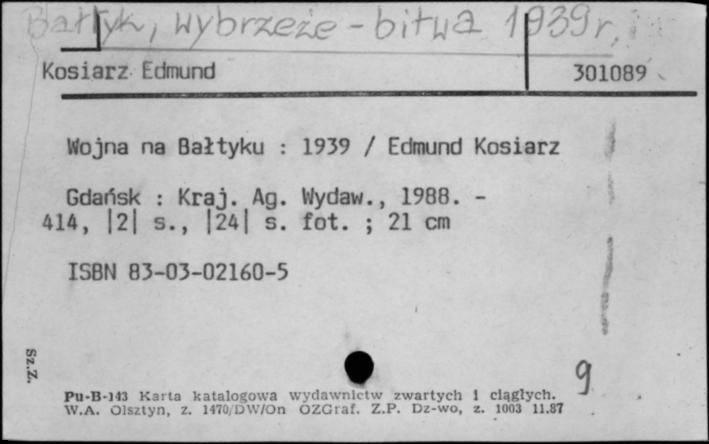 Bałtyk, wybrzeże - bitwa 1939 r.
Kosiarz Edmund 301089
Wojna na Bałtyku : 1939 / Edmund Kosiarz
Gdańsk : Kraj. Ag. Wydaw., 1988. -
414, |2| s., |24| s. fot. ; 21 cm
ISBN 83-03-02160-5
Sz.Z.
9
Pu-B-143 Karta katalogowa wydawnictw zwartych i ciągłych.
W.A. Olsztyn, z. 1470/DW/On OZGraf. Z.P. Dz-wo, z. 1003 11.87